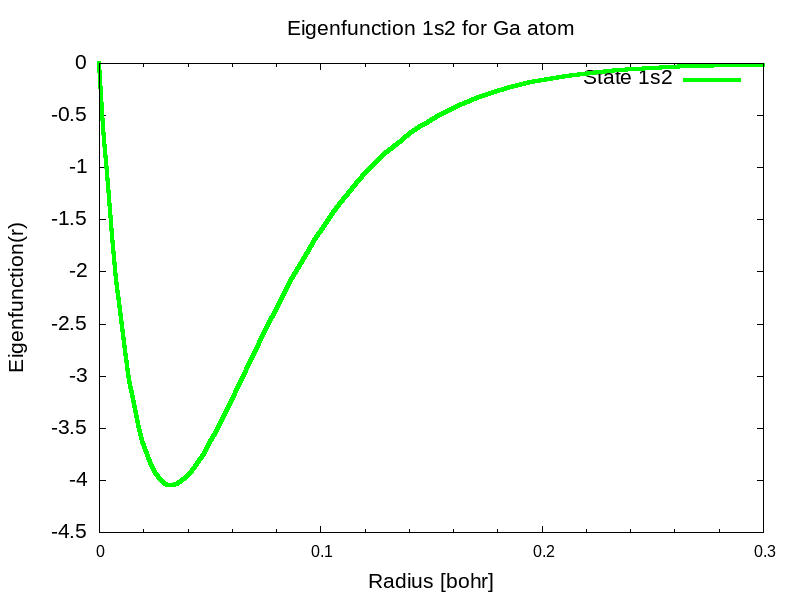 Eigenfunction 1s2 for Ga atom
State 1s2
0
-0.5
-1
-1.5
-2
-2.5
-3
-3.5
-4
-4.5
Eigenfunction(r)
0 0.1 0.2 0.3
Radius [bohr]